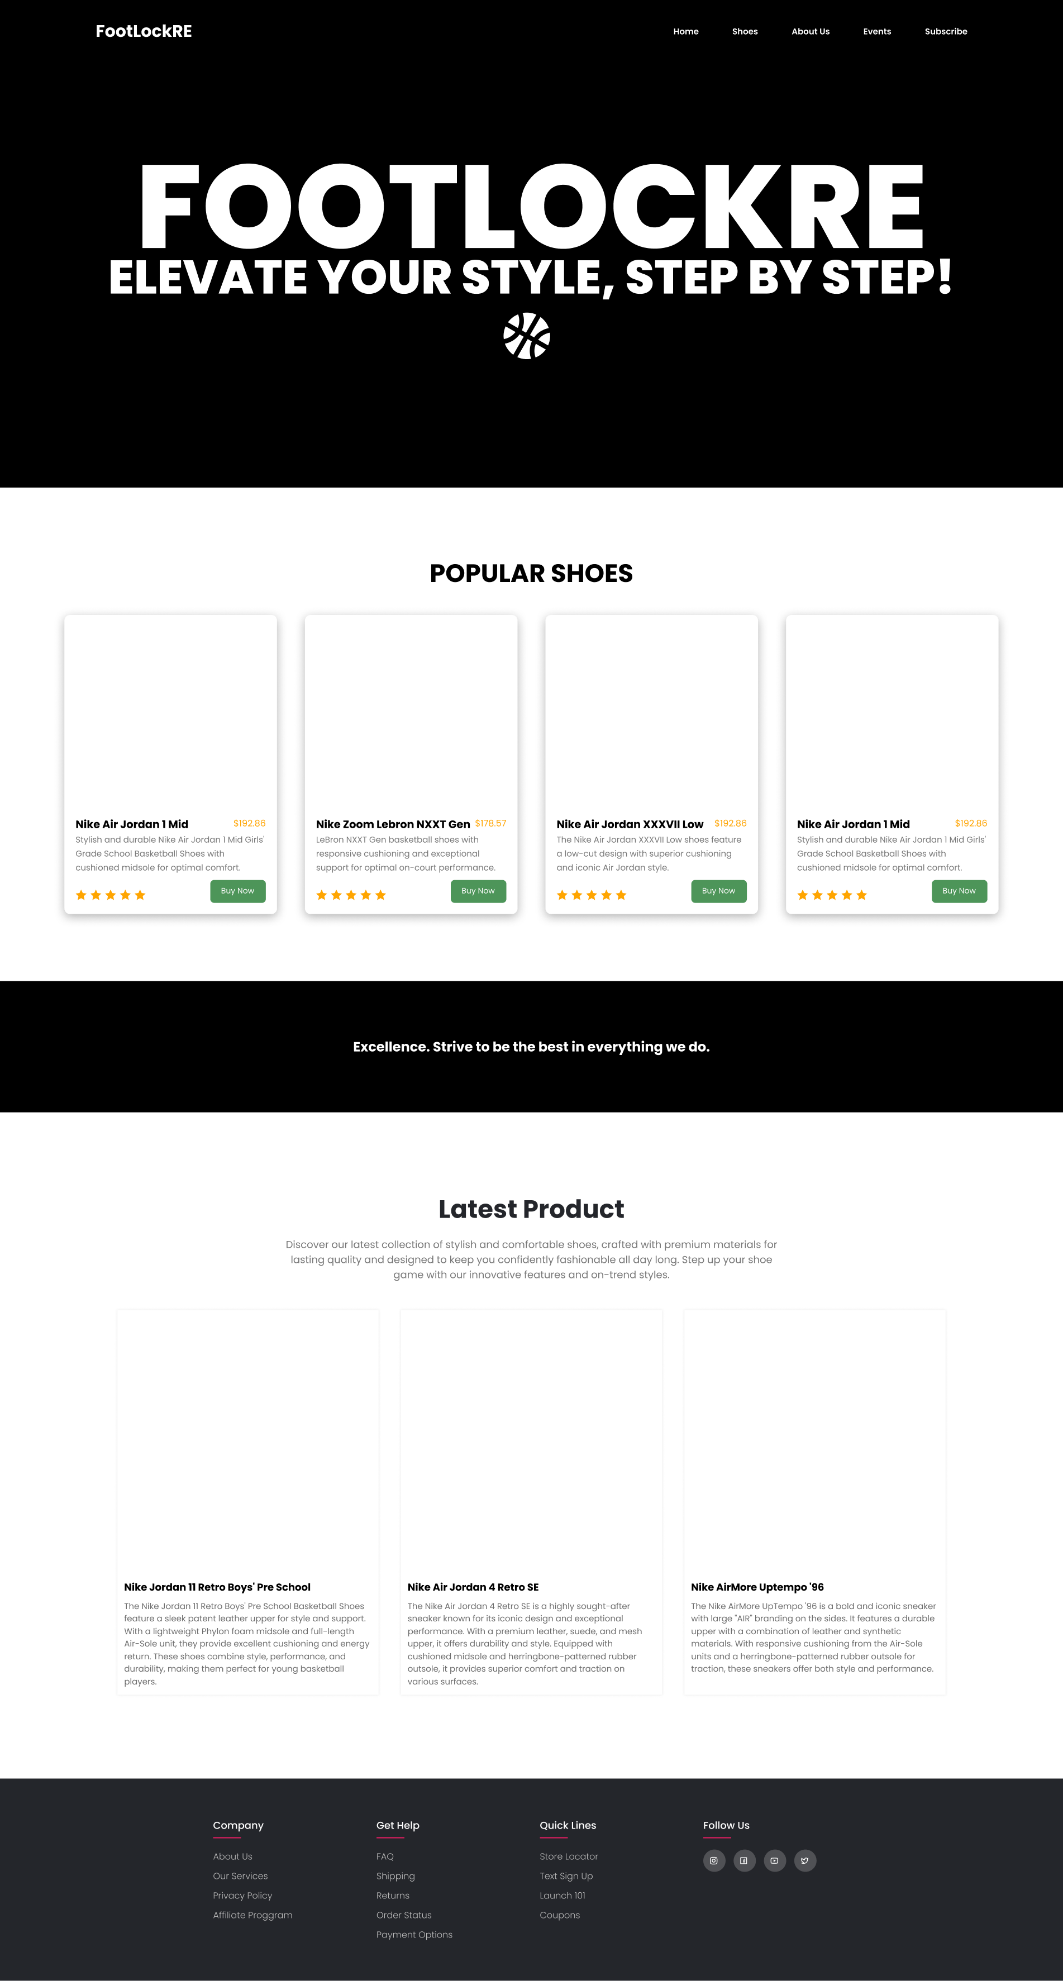 FootLockRE
Home Shoes About Us Events Subscribe
FOOTLOCKRE
ELEVATE YOUR STYLE, STEP BY STEP!
POPULAR SHOES
Nike Air Jordan 1 Mid $192.86
Stylish and durable Nike Air Jordan 1 Mid Girls'
Grade School Basketball Shoes with
cushioned midsole for optimal comfort.
Buy Now
Nike Zoom Lebron NXXT Gen $178.57
LeBron NXXT Gen basketball shoes with
responsive cushioning and exceptional
support for optimal on-court performance.
Buy Now
Nike Air Jordan XXXVII Low $192.86
The Nike Air Jordan XXXVII Low shoes feature
a low-cut design with superior cushioning
and iconic Air Jordan style.
Buy Now
Nike Air Jordan 1 Mid $192.86
Stylish and durable Nike Air Jordan 1 Mid Girls'
Grade School Basketball Shoes with
cushioned midsole for optimal comfort.
Buy Now
Excellence. Strive to be the best in everything we do.
Latest Product
Discover our latest collection of stylish and comfortable shoes, crafted with premium materials for
lasting quality and designed to keep you confidently fashionable all day long. Step up your shoe
game with our innovative features and on-trend styles.
Nike Jordan 11 Retro Boys' Pre School
The Nike Jordan 11 Retro Boys' Pre School Basketball Shoes
feature a sleek patent leather upper for style and support.
With a lightweight Phylon foam midsole and full-length
Air-Sole unit, they provide excellent cushioning and energy
return. These shoes combine style, performance, and
durability, making them perfect for young basketball
players.
Nike Air Jordan 4 Retro SE
The Nike Air Jordan 4 Retro SE is a highly sought-after
sneaker known for its iconic design and exceptional
performance. With a premium leather, suede, and mesh
upper, it offers durability and style. Equipped with
cushioned midsole and herringbone-patterned rubber
outsole, it provides superior comfort and traction on
various surfaces.
Nike AirMore Uptempo '96
The Nike AirMore UpTempo '96 is a bold and iconic sneaker
with large "AIR" branding on the sides. It features a durable
upper with a combination of leather and synthetic
materials. With responsive cushioning from the Air-Sole
units and a herringbone-patterned rubber outsole for
traction, these sneakers offer both style and performance.
Company
About Us
Our Services
Privacy Policy
Affiliate Proggram
Get Help
FAQ
Shipping
Returns
Order Status
Payment Options
Quick Lines
Store Locator
Text Sign Up
Launch 101
Coupons
Follow Us